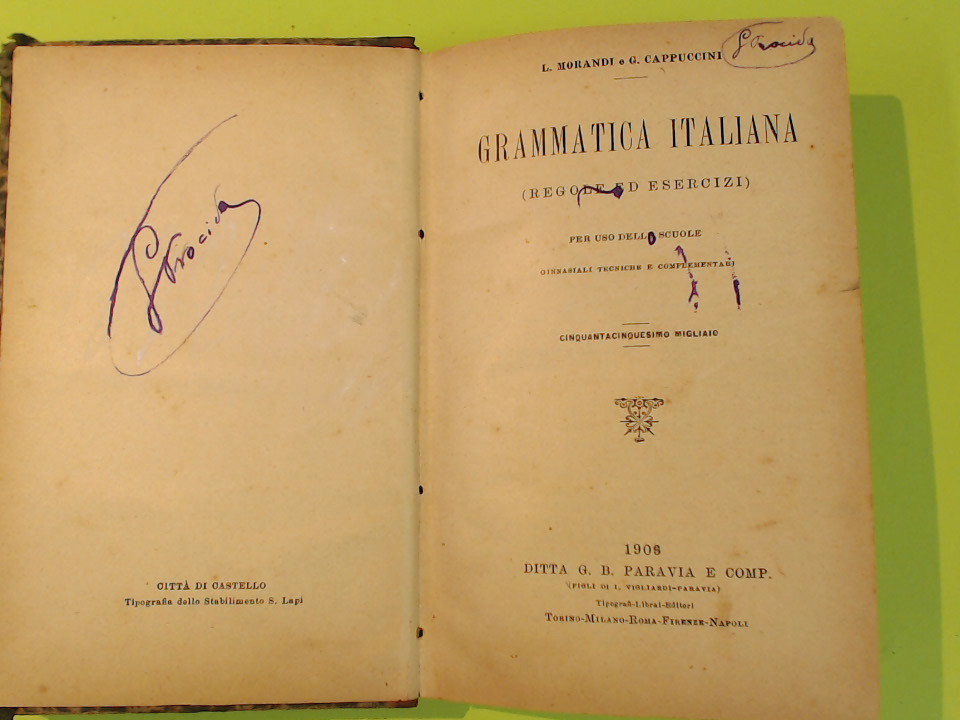 CITTÀ DI CASTELLO
Tipografia dello Stabilimento S. Lapi
L. MORANDI e G. CAPPUCCINI
GRAMMATICA ITALIANA
(REGOLE ED ESERCIZI)
PER USO DELLE SCUOLE
GINNASIALI TECNICHE E COMPLEMENTARI
CINQUANTACINQUESIMO MIGLIAIO
1908
DITTA G. B. PARAVIA E COMP.
(FIGLI DI I. VIGLIARDI-PARAVIA)
Tipografi-Librai-Editori
TORINO-MILANO-ROMA-FIRENZE-NAPOLI